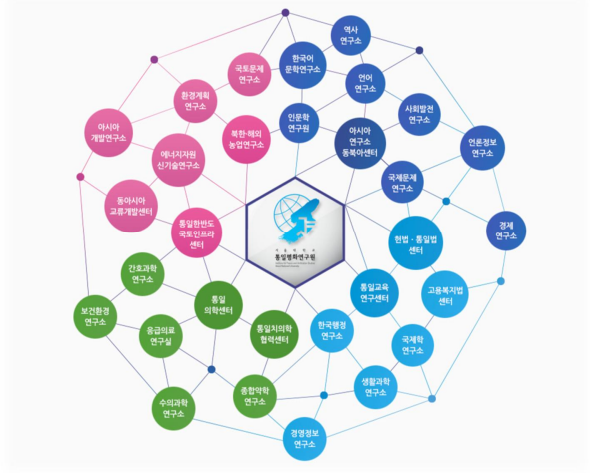 역사
연구소
한국어
문학연구소
국토문제
연구소
언어
연구소
환경계획
연구소
사회발전
연구소
인문학
연구원
아시아
개발연구소
북한·해외
농업연구소
아시아
연구소
동북아센터
언론정보
연구소
에너지자원
신기술연구소
국제문제
연구소
동아시아
교류개발센터
통일한반도
국토인프라
센터
경제
연구소
헌법 - 통일법
센터
서울대학교
통일평화연구원
간호과학
연구소
통일
의학센터
통일교육
연구센터
고용복지법
센터
보건환경
연구소
응급의료
연구실
통일치의학
협력센터
한국행정
연구소
국제학
연구소
생활과학
연구소
종합약학
연구소
수의과학
연구소
경영정보
연구소